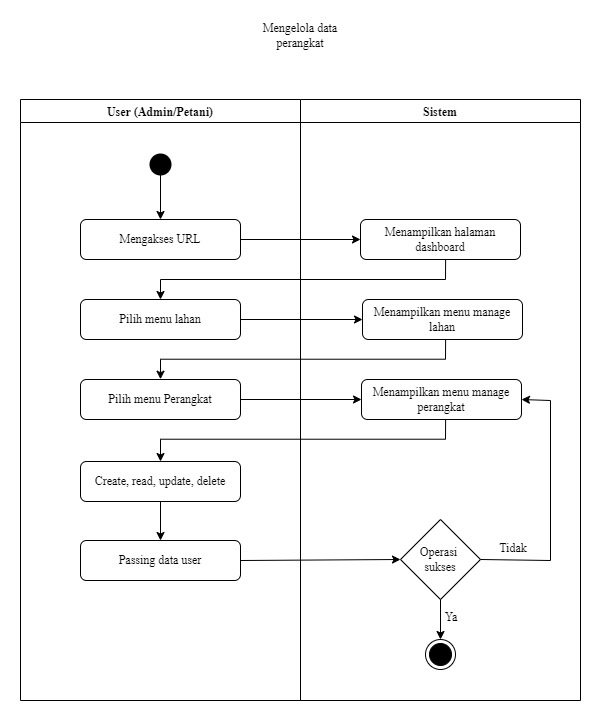 Mengelola data
perangkat
User (Admin/Petani)
Sistem
Mengakses URL
Menampilkan halaman
dashboard
Pilih menu lahan
Menampilkan menu manage
lahan
Pilih menu Perangkat
Menampilkan menu manage
perangkat
Create, read, update, delete
Passing data user
Operasi
sukses
Tidak
Ya